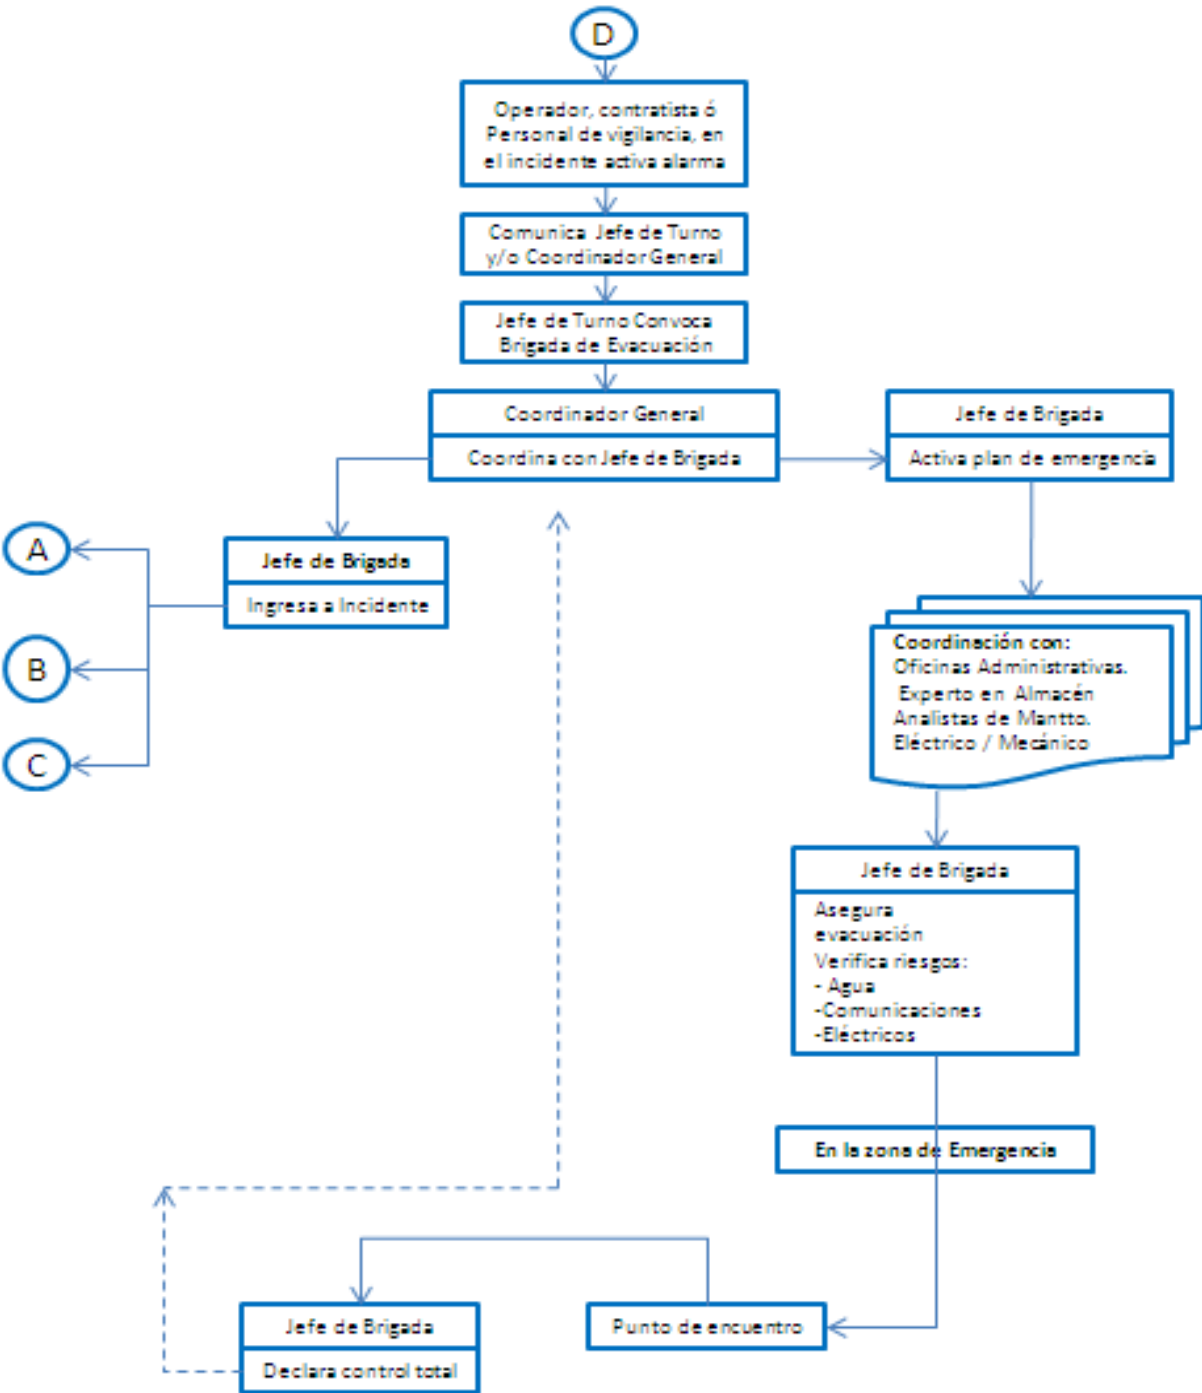 D
Operador, contratista ó
Personal de vigilancia, en
el incidente activa alarma
Comunica Jefe de Turno
y/o Coordinador General
Jefe de Turno Convoca
Brigada de Evacuación
Coordinador General
Coordina con Jefe de Brigada
Jefe de Brigada
Activa plan de emergencia
A
B
C
Jefe de Brigada
Ingresa a Incidente
Coordinación con:
Oficinas Administrativas.
Experto en Almacén
Analistas de Mantto.
Eléctrico / Mecánico
Jefe de Brigada
Asegura
evacuación
Verifica riesgos:
- Agua
-Comunicaciones
-Eléctricos
En la zona de Emergencia
Jefe de Brigada
Declara control total
Punto de encuentro